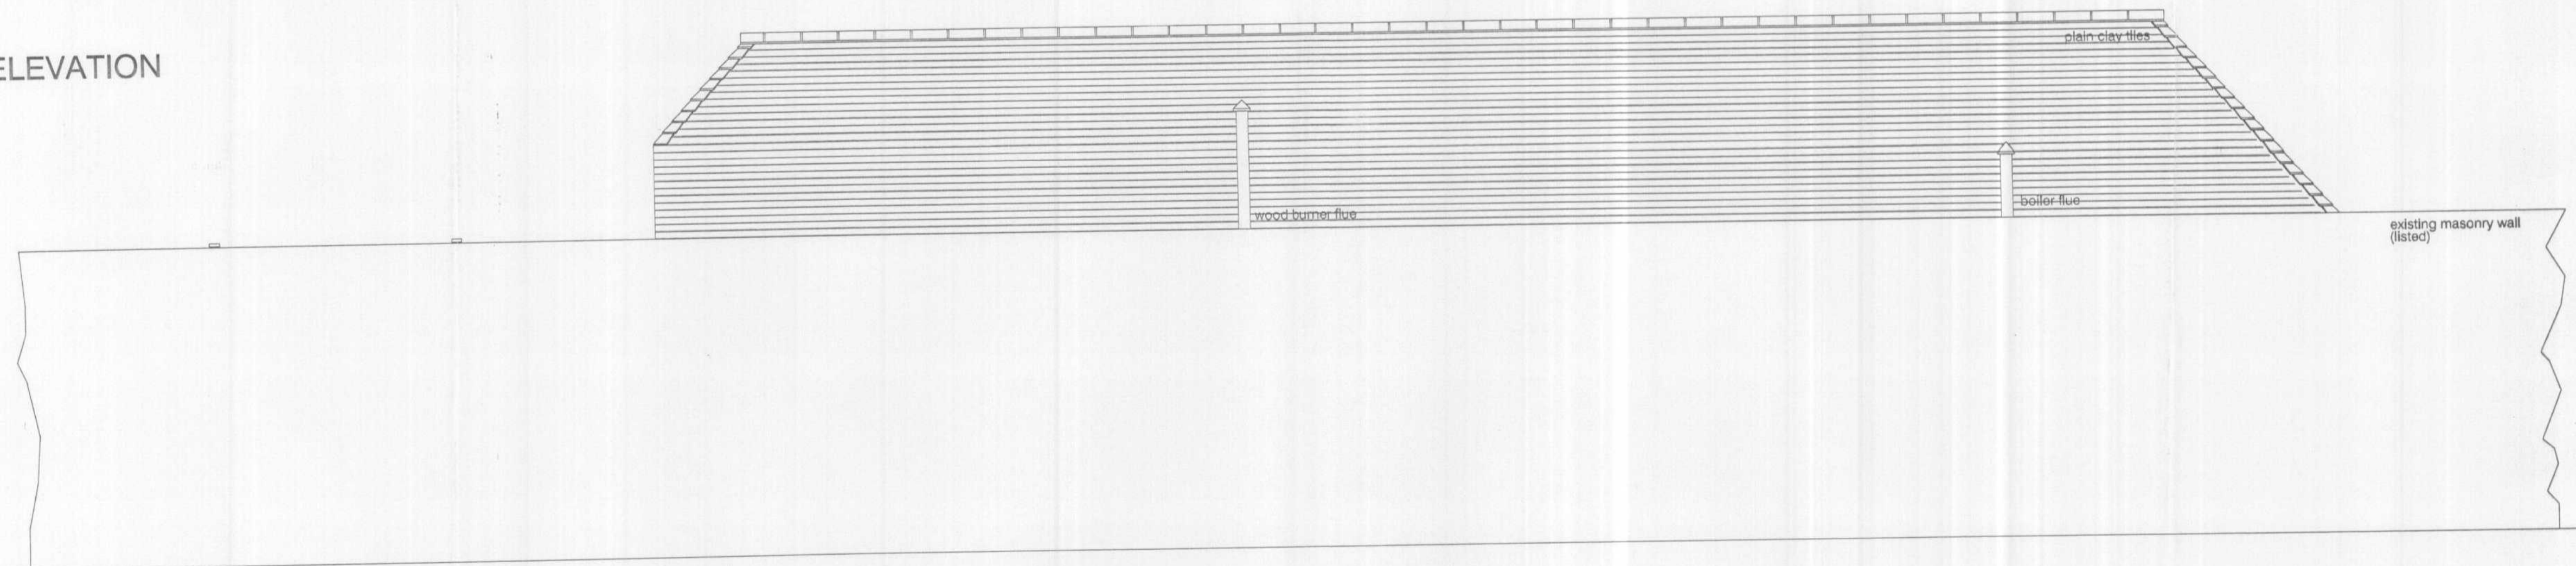 ELEVATION
plain clay tiles
wood burner flue
boiler flue
existing masonry wall
(listed)